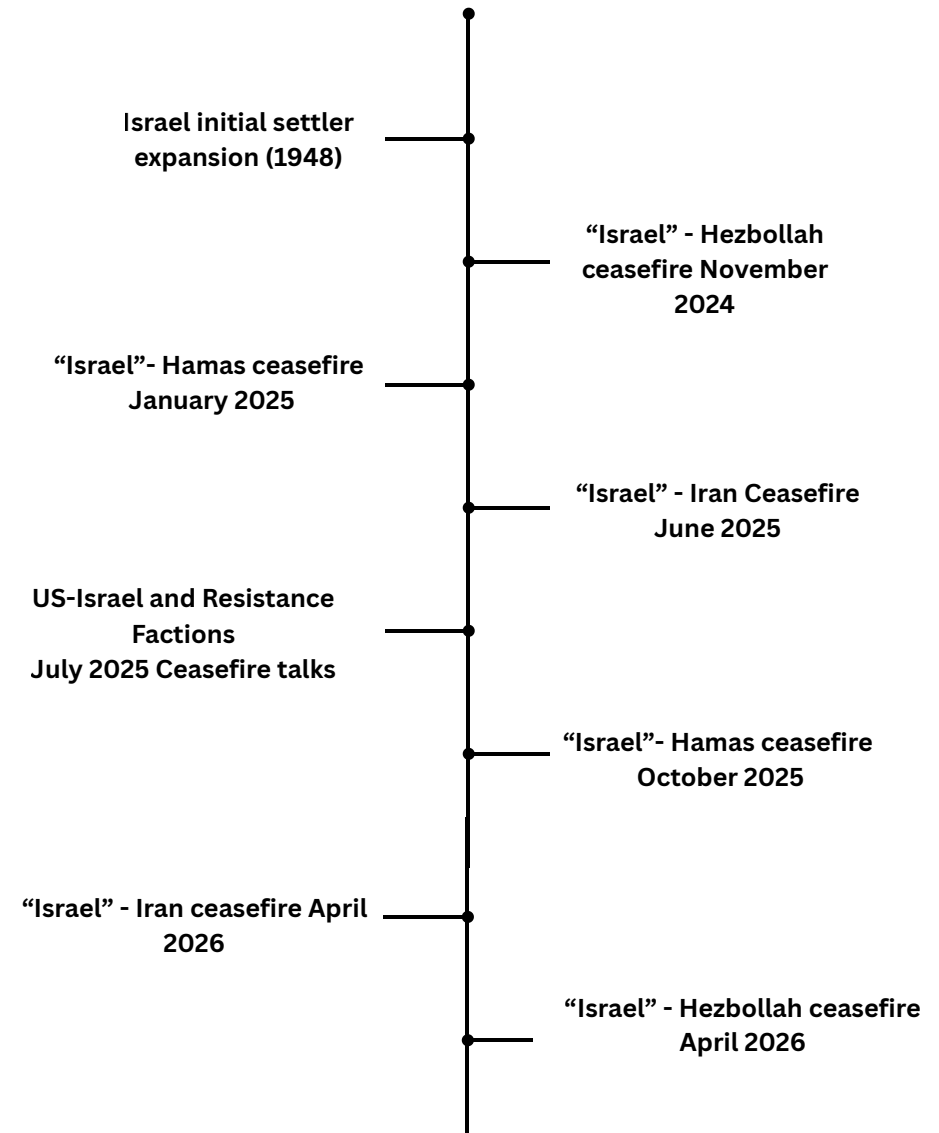 Israel initial settler
expansion (1948)
“Israel” - Hezbollah
ceasefire November
2024
“Israel”- Hamas ceasefire
January 2025
“Israel” - Iran Ceasefire
June 2025
US-Israel and Resistance
Factions
July 2025 Ceasefire talks
“Israel”- Hamas ceasefire
October 2025
“Israel” - Iran ceasefire April
2026
“Israel” - Hezbollah ceasefire
April 2026